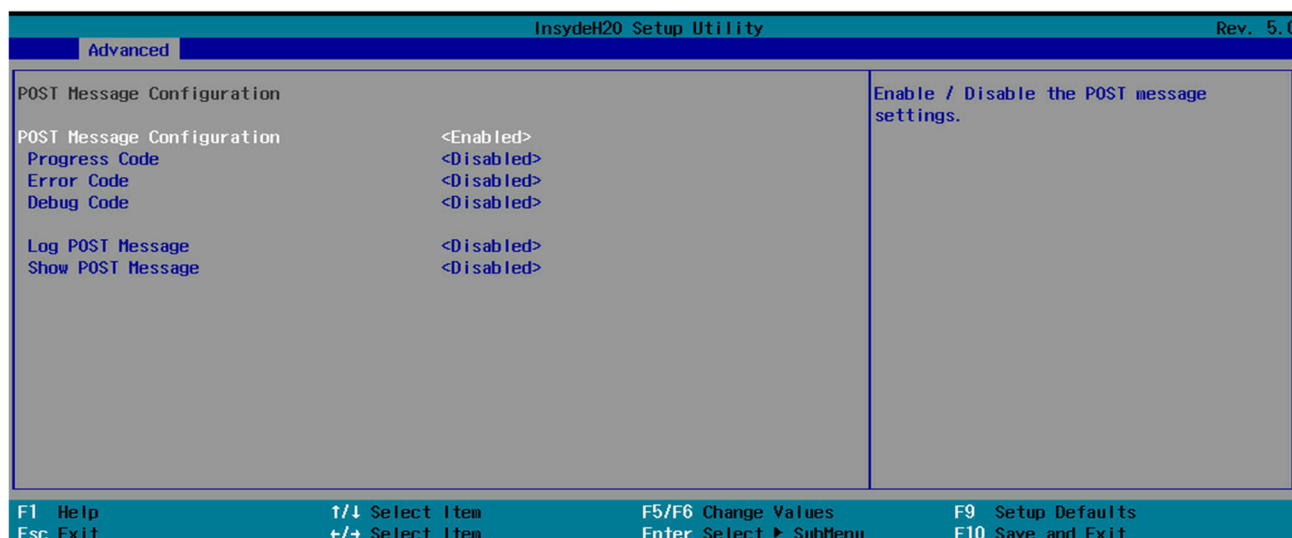 InsydeH20 Setup Utility Rev. 5.0
Advanced
POST Message Configuration
Enable / Disable the POST message
settings.
POST Message Configuration <Enabled>
Progress Code <Disabled>
Error Code <Disabled>
Debug Code <Disabled>
Log POST Message <Disabled>
Show POST Message <Disabled>
F1 Help ↑/↓ Select Item F5/F6 Change Values F9 Setup Defaults
Esc Exit ←/→ Select Item Enter Select ▶ SubMenu F10 Save and Exit